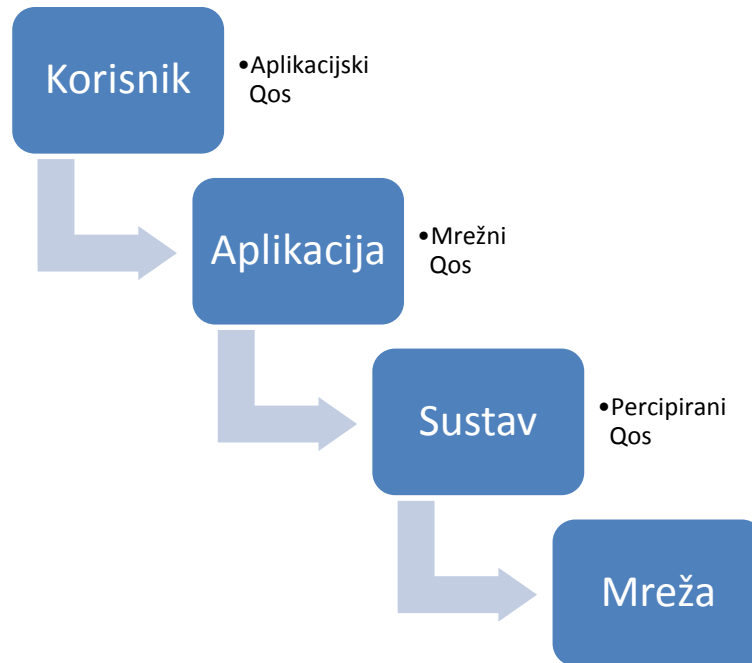 Korisnik
•Aplikacijski
Qos
Aplikacija
•Mrežni
Qos
Sustav
•Percipirani
Qos
Mreža